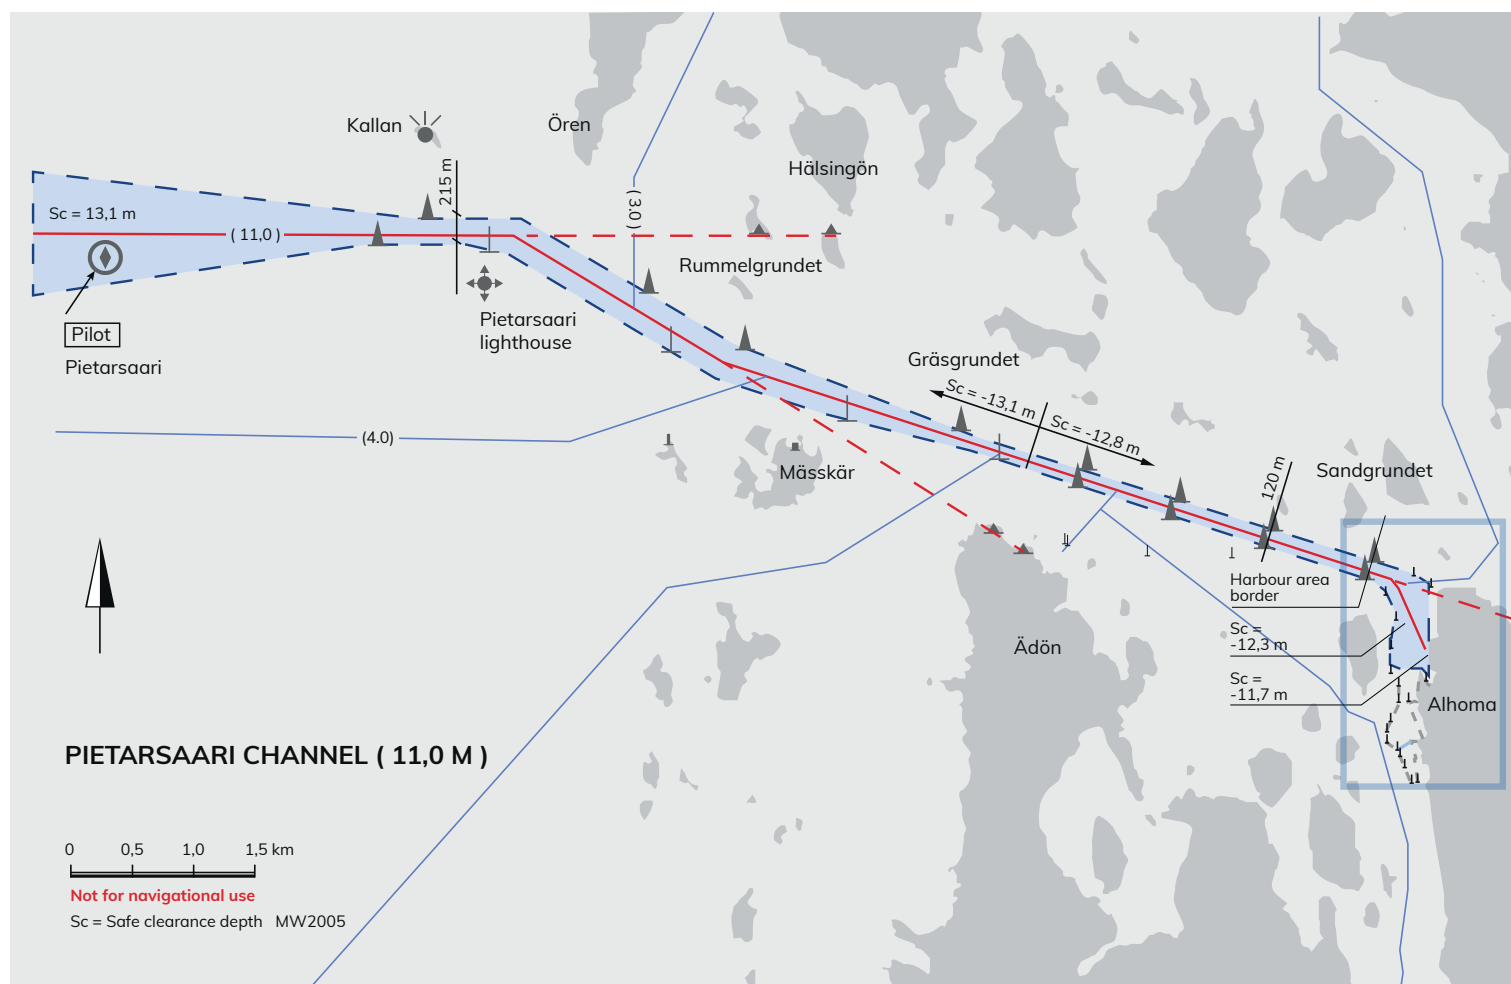 Kallan
Ören
215 m
Hälsingön
Sc = 13,1 m
( 11,0 )
( 3.0 )
Rummelgrundet
Pilot
Pietarsaari
Pietarsaari
lighthouse
Gräsgrundet
Sc = -13,1 m
Sc = -12,8 m
(4.0)
Mässkär
120 m
Sandgrundet
Harbour area
border
Sc =
-12,3 m
Sc =
-11,7 m
Ädön
Alhoma
PIETARSAARI CHANNEL ( 11,0 M )
0 0,5 1,0 1,5 km
Not for navigational use
Sc = Safe clearance depth MW2005